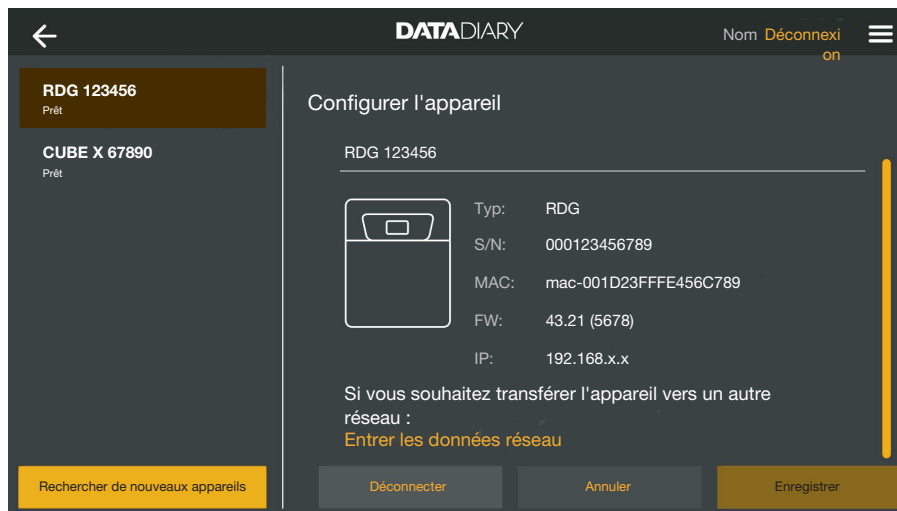 DATADIARY
Nom Déconnexi
on
RDG 123456
Prêt
CUBE X 67890
Prêt
Rechercher de nouveaux appareils
Configurer l'appareil
RDG 123456
Typ: RDG
S/N: 000123456789
MAC: mac-001D23FFFE456C789
FW: 43.21 (5678)
IP: 192.168.x.x
Si vous souhaitez transférer l'appareil vers un autre
réseau :
Entrer les données réseau
Déconnecter Annuler Enregistrer